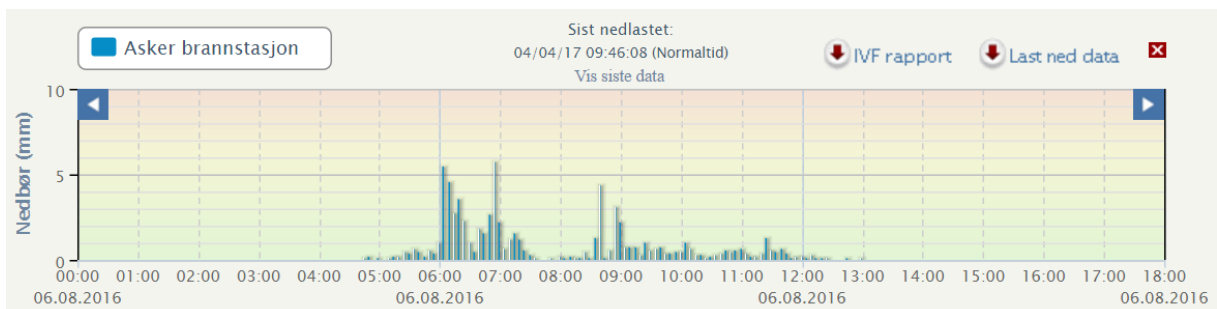 Asker brannstasjon
Sist nedlastet:
04/04/17 09:46:08 (Normaltid)
Vis siste data
IVF rapport
Last ned data
Nedbør (mm)
10
5
0
00:00 01:00 02:00 03:00 04:00 05:00 06:00 07:00 08:00 09:00 10:00 11:00 12:00 13:00 14:00 15:00 16:00 17:00 18:00
06.08.2016 06.08.2016 06.08.2016 06.08.2016